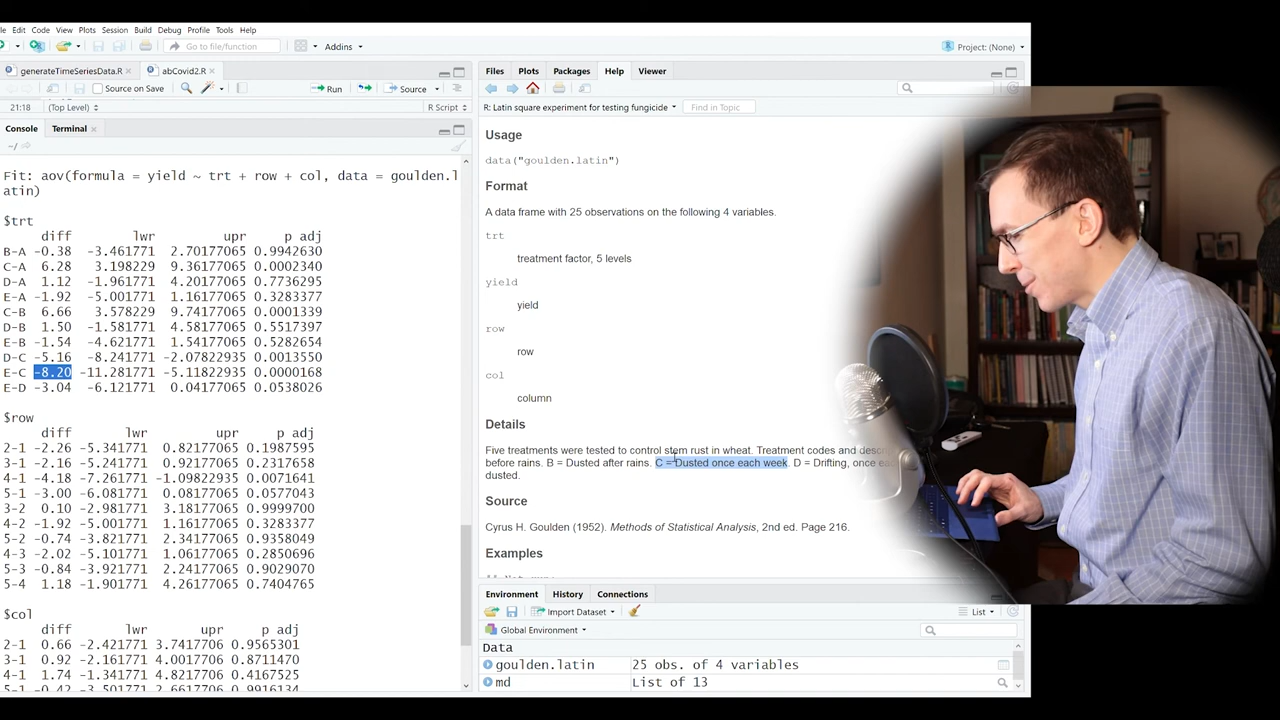 Edit Code View Plots Session Build Debug Profile Tools Help
Go to file/function Addins Project: (None)
generateTimeSeriesData.R abCovid2.R
Source on Save Run Source
21:18 (Top Level) R Script
Console Terminal
~/
Fit: aov(formula = yield ~ trt + row + col, data = goulden.l
atin)
$trt
diff lwr upr p adj
B-A -0.38 -3.461771 2.70177065 0.9942630
C-A 6.28 3.198229 9.36177065 0.0002340
D-A 1.12 -1.961771 4.20177065 0.7736295
E-A -1.92 -5.001771 1.16177065 0.3283377
C-B 6.66 3.578229 9.74177065 0.0001339
D-B 1.50 -1.581771 4.58177065 0.5517397
E-B -1.54 -4.621771 1.54177065 0.5282654
D-C -5.16 -8.241771 -2.07822935 0.0013550
E-C -8.20 -11.281771 -5.11822935 0.0000168
E-D -3.04 -6.121771 0.04177065 0.0538026
$row
diff lwr upr p adj
2-1 -2.26 -5.341771 0.82177065 0.1987595
3-1 -2.16 -5.241771 0.92177065 0.2317658
4-1 -4.18 -7.261771 -1.09822935 0.0071641
5-1 -3.00 -6.081771 0.08177065 0.0577043
3-2 0.10 -2.981771 3.18177065 0.9999700
4-2 -1.92 -5.001771 1.16177065 0.3283377
5-2 -0.74 -3.821771 2.34177065 0.9358049
4-3 -2.02 -5.101771 1.06177065 0.2850696
5-3 -0.84 -3.921771 2.24177065 0.9029070
5-4 1.18 -1.901771 4.26177065 0.7404765
$col
diff lwr upr p adj
2-1 0.66 -2.421771 3.7417706 0.9565301
3-1 0.92 -2.161771 4.0017706 0.8711470
4-1 1.74 -1.341771 4.8217706 0.4216034
5-1 -0.42 -3.501771 2.6617706 0.9916134
Files Plots Packages Help Viewer
R: Latin square experiment for testing fungicide Find in Topic
Usage
data("goulden.latin")
Format
A data frame with 25 observations on the following 4 variables.
trt
treatment factor, 5 levels
yield
yield
row
row
col
column
Details
Five treatments were tested to control stem rust in wheat. Treatment codes and
before rains. B = Dusted after rains. C = Dusted once each week. D = Drifting, once
dusted.
Source
Cyrus H. Goulden (1952). Methods of Statistical Analysis, 2nd ed. Page 216.
Examples
Environment History Connections
Import Dataset List
Global Environment
Data
goulden.latin 25 obs. of 4 variables
md List of 13